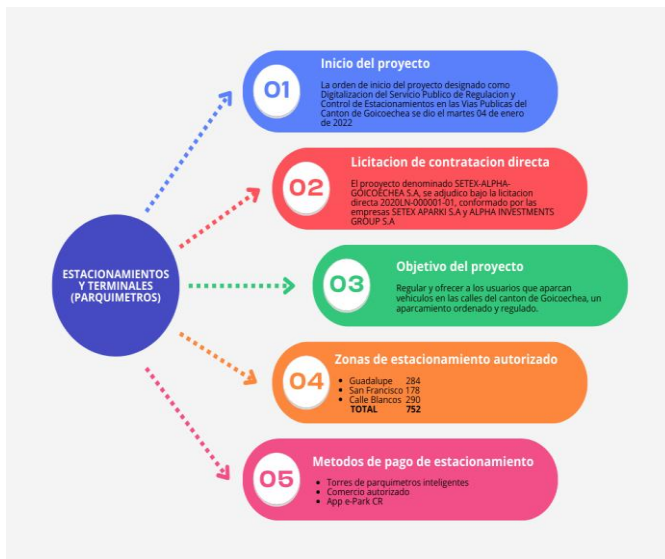 ESTACIONAMIENTOS
Y TERMINALES
(PARQUIMETROS)
01
Inicio del proyecto
La orden de inicio del proyecto designado como
Digitalizacion del Servicio Publico de Regulacion y
Control de Estacionamientos en las Vias Publicas del
Canton de Goicoechea se dio el martes 04 de enero
de 2022
02
Licitacion de contratacion directa
El prooyecto denominado SETEX-ALPHA-
GOICOECHEA S.A, se adjudico bajo la licitacion
directa 2020LN-000001-01, conformado por las
empresas SETEX APARKI S.A y ALPHA INVESTMENTS
GROUP S.A
03
Objetivo del proyecto
Regular y ofrecer a los usuarios que aparcan
vehiculos en las calles del canton de Goicoechea, un
aparcamiento ordenado y regulado.
04
Zonas de estacionamiento autorizado
• Guadalupe 284
• San Francisco 178
• Calle Blancos 290
TOTAL 752
05
Metodos de pago de estacionamiento
• Torres de parquimetros inteligentes
• Comercio autorizado
• App e-Park CR